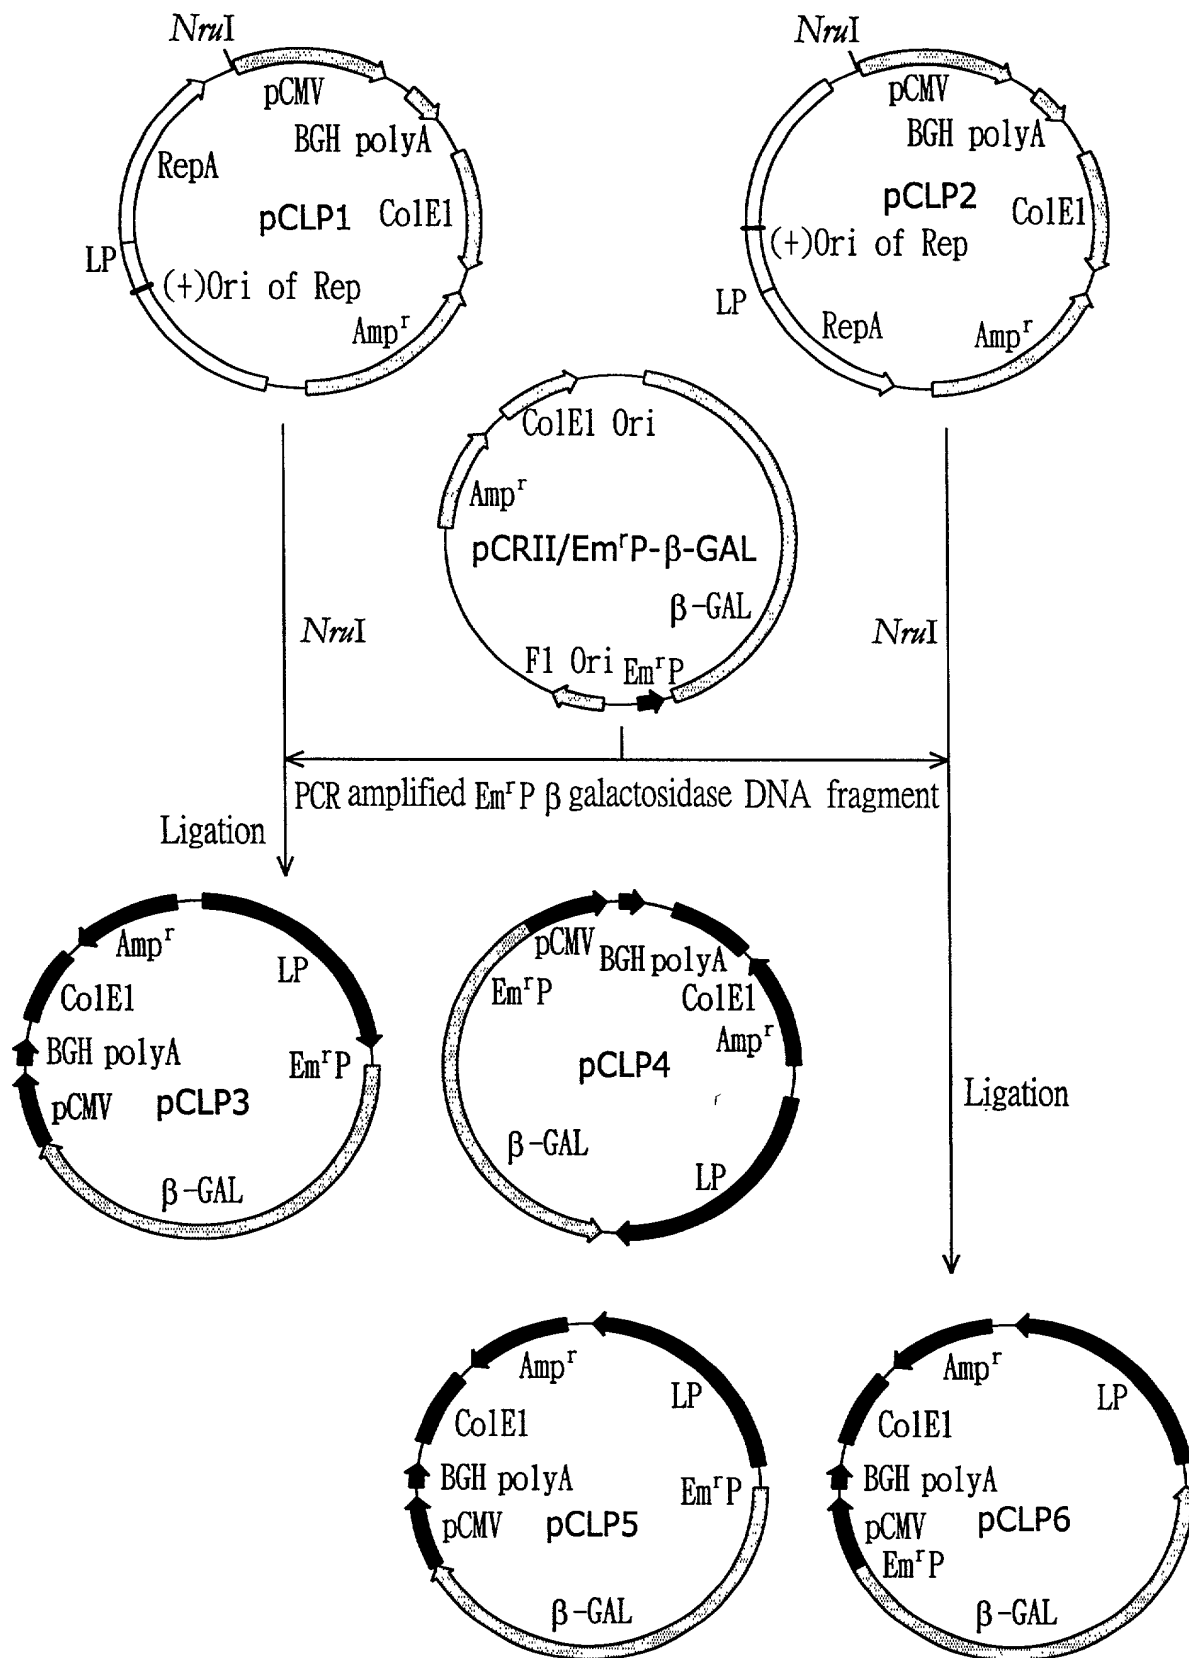 NruI
pCMV
BGH polyA
RepA
pCLP1
ColE1
LP
(+)Ori of Rep
Ampʳ
NruI
pCMV
BGH polyA
pCLP2
ColE1
(+)Ori of Rep
LP
RepA
Ampʳ
ColE1 Ori
Ampʳ
pCRII/EmʳP-β-GAL
β-GAL
F1 Ori
EmʳP
NruI
NruI
PCR amplified EmʳP β galactosidase DNA fragment
Ligation
Ampʳ
LP
ColE1
BGH polyA
EmʳP
pCMV
pCLP3
β-GAL
pCMV
BGH polyA
EmʳP
ColE1
Ampʳ
pCLP4
β-GAL
LP
Ligation
Ampʳ
LP
ColE1
BGH polyA
EmʳP
pCMV
pCLP5
β-GAL
Ampʳ
LP
ColE1
BGH polyA
pCMV
pCLP6
EmʳP
β-GAL